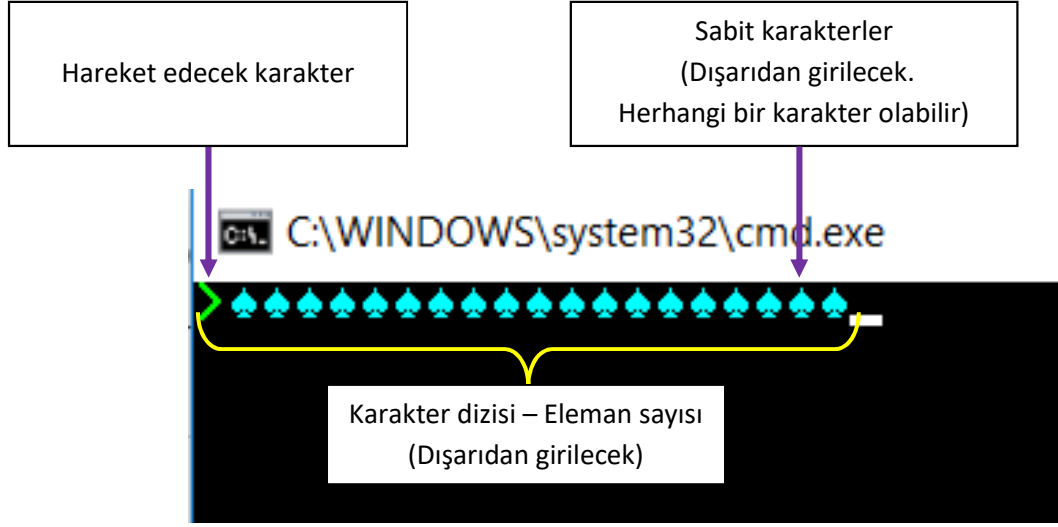 Hareket edecek karakter
Sabit karakterler
(Dışarıdan girilecek.
Herhangi bir karakter olabilir)
C:\WINDOWS\system32\cmd.exe
>♠♠♠♠♠♠♠♠♠♠♠♠♠♠♠♠♠♠♠_
Karakter dizisi – Eleman sayısı
(Dışarıdan girilecek)